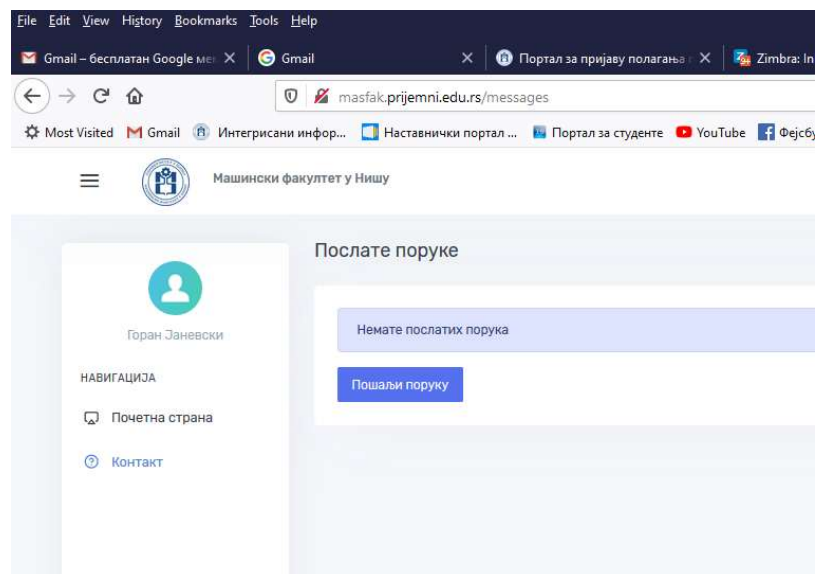 File Edit View History Bookmarks Tools Help
Gmail – бесплатан Google ме Gmail Портал за пријаву полагања Zimbra: In
masfak.prijemni.edu.rs/messages
Most Visited Gmail Интегрисани инфор... Наставнички портал ... Портал за студенте YouTube Фејсбу
Машински факултет у Нишу
Послате поруке
Немате послатих порука
Пошаљи поруку
Горан Јаневски
НАВИГАЦИЈА
Почетна страна
Контакт